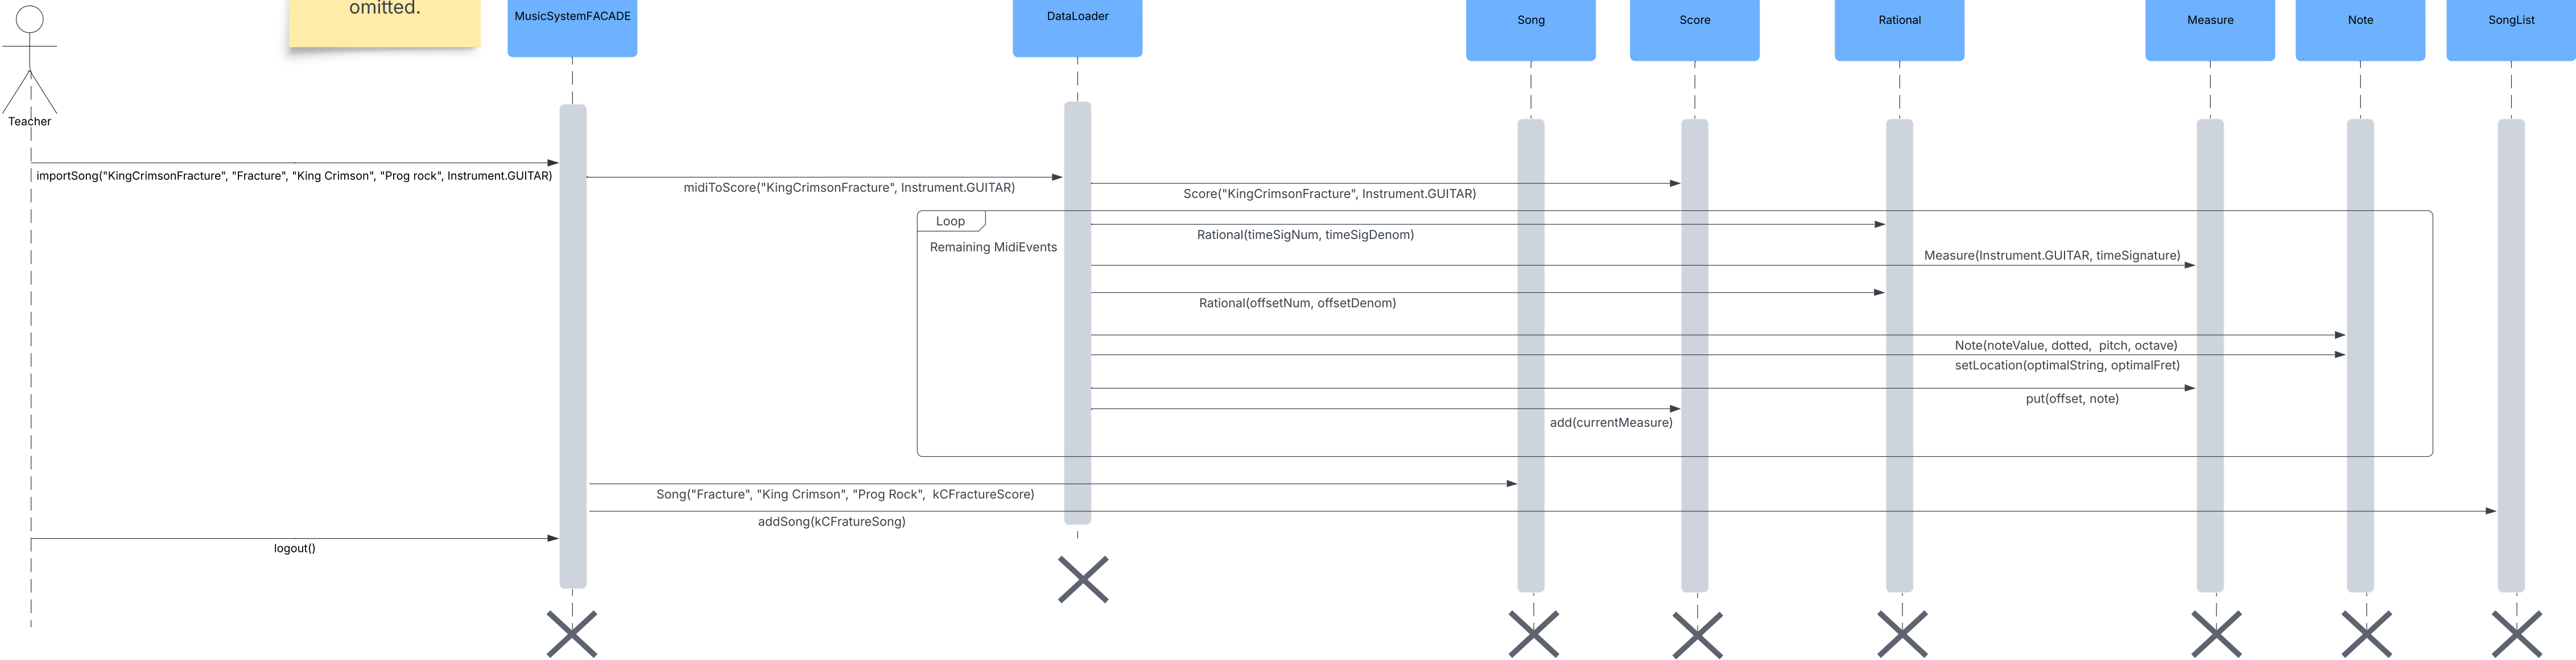 omitted.
MusicSystemFACADE
DataLoader
Song
Score
Rational
Measure
Note
SongList
Teacher
importSong("KingCrimsonFracture", "Fracture", "King Crimson", "Prog rock", Instrument.GUITAR)
midiToScore("KingCrimsonFracture", Instrument.GUITAR)
Score("KingCrimsonFracture", Instrument.GUITAR)
Loop
Remaining MidiEvents
Rational(timeSigNum, timeSigDenom)
Measure(Instrument.GUITAR, timeSignature)
Rational(offsetNum, offsetDenom)
Note(noteValue, dotted,  pitch, octave)
setLocation(optimalString, optimalFret)
put(offset, note)
add(currentMeasure)
Song("Fracture", "King Crimson", "Prog Rock",  kCFractureScore)
addSong(kCFratureSong)
logout()